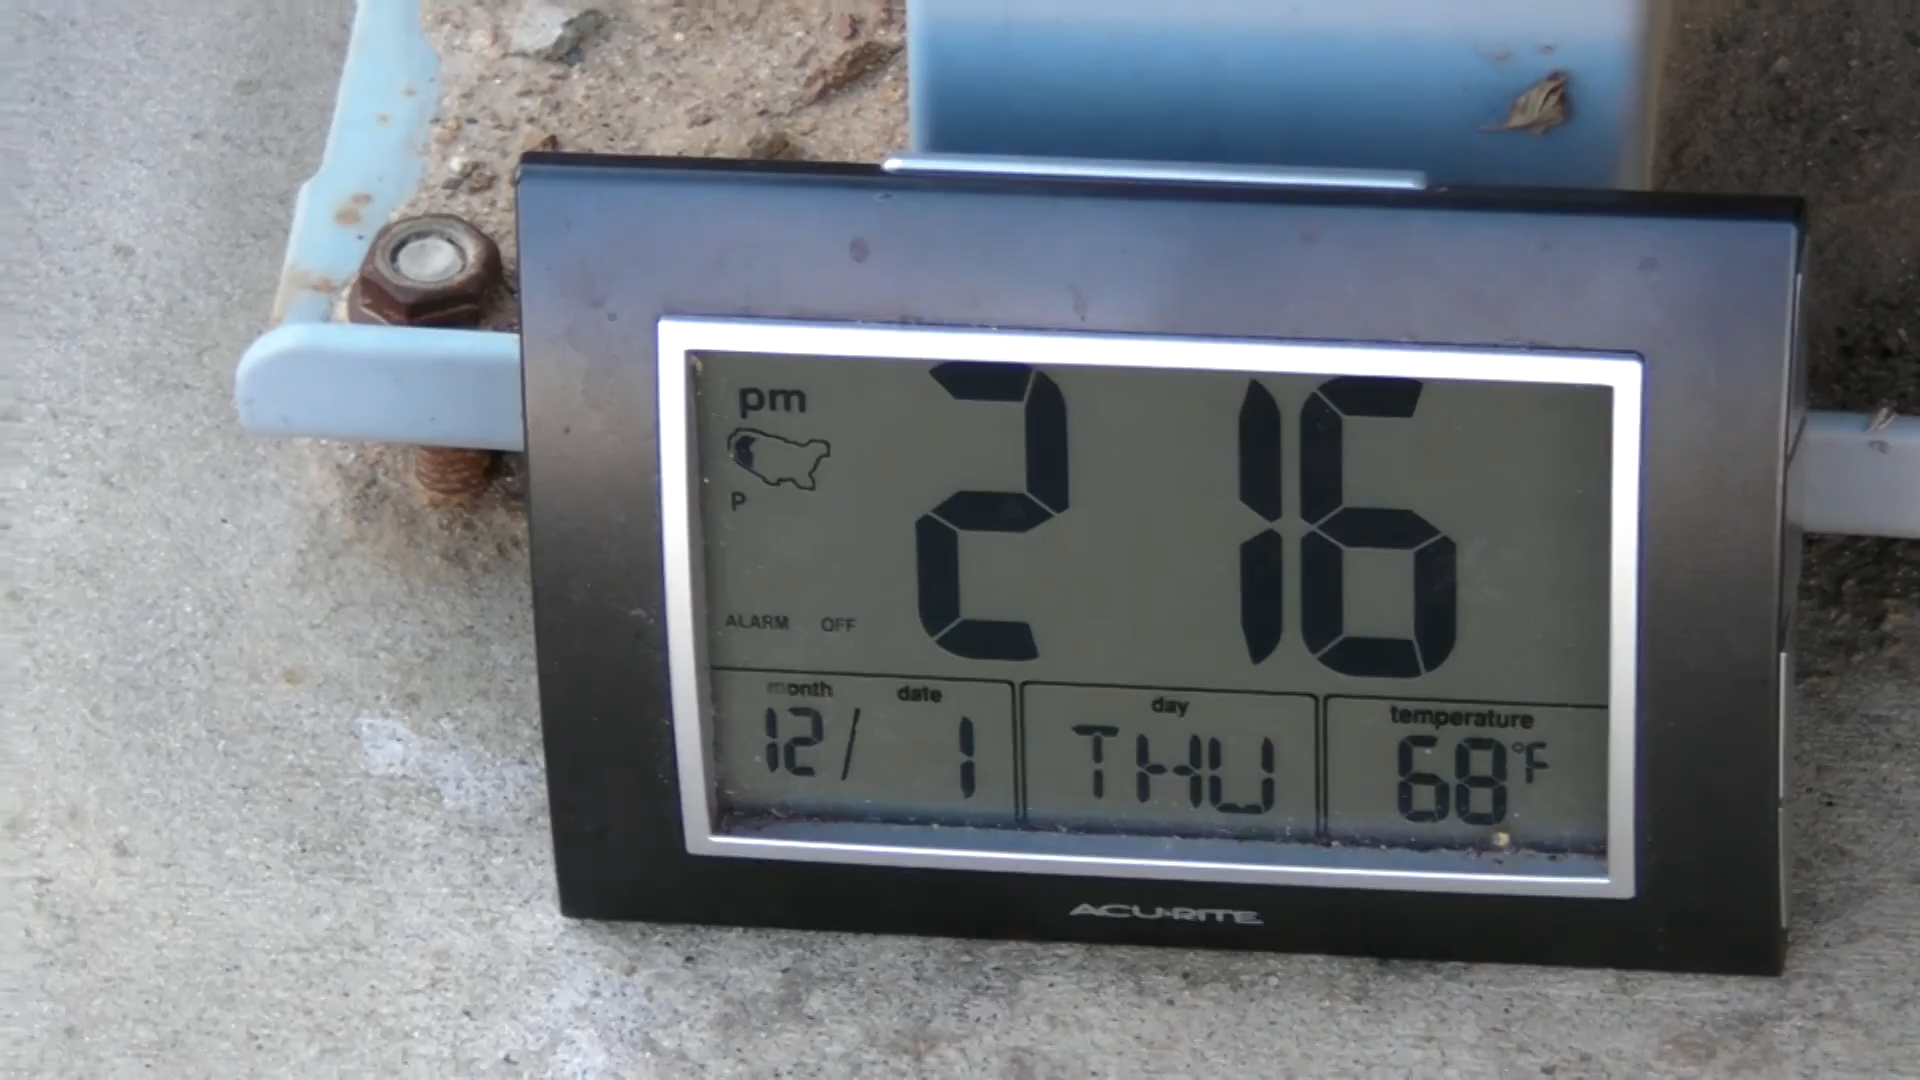 pm
2 16
P
ALARM OFF
month date day temperature
12/ 1 THU 68°F
ACU·RITE